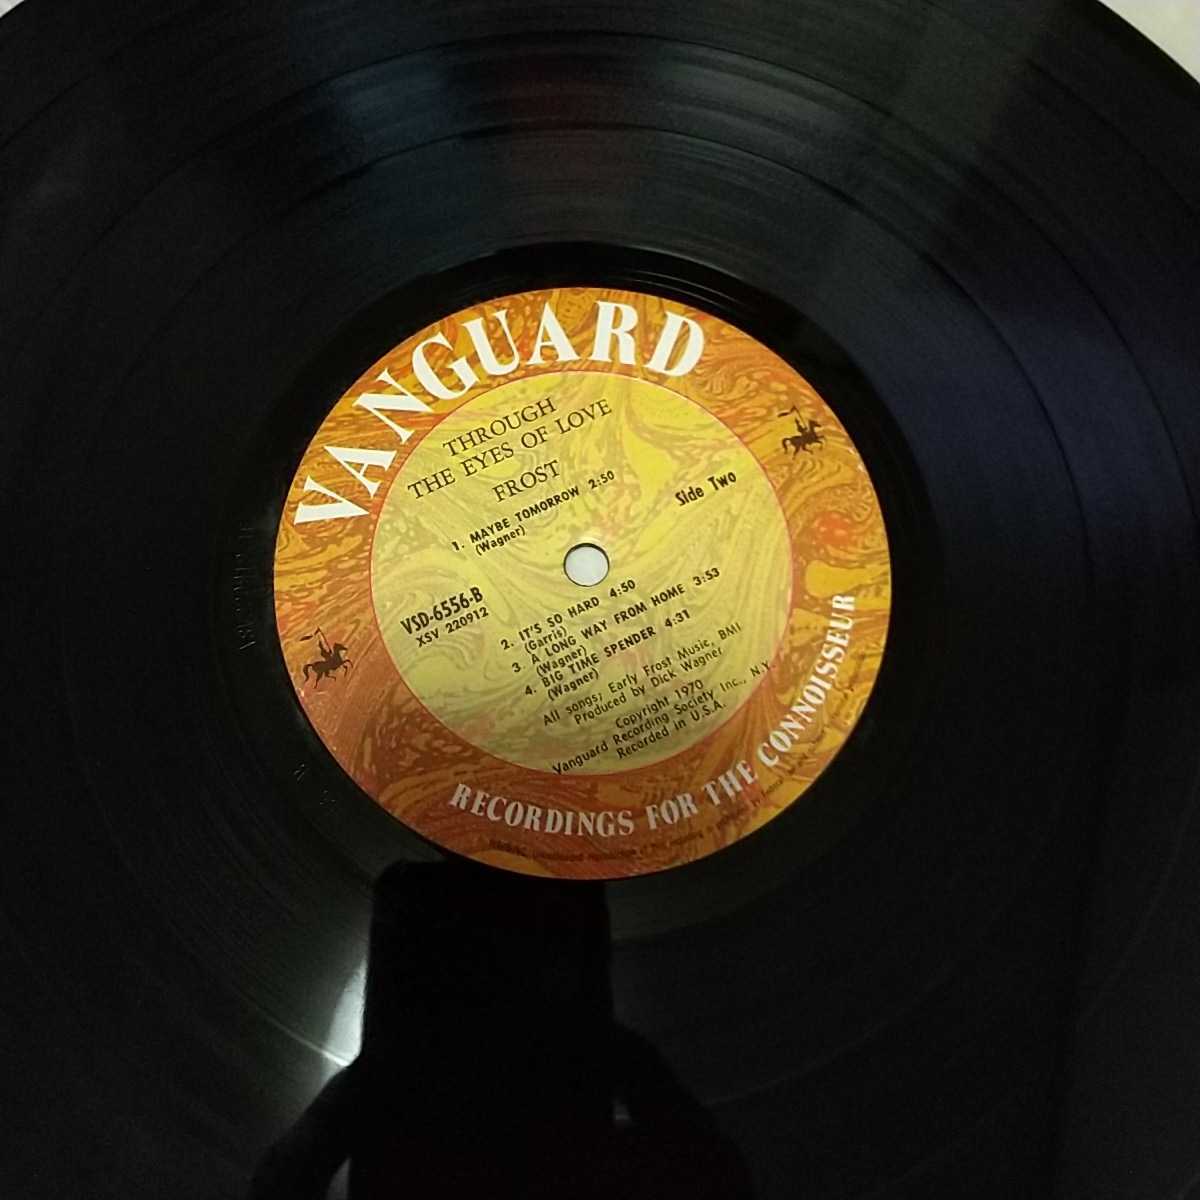 VANGUARD
THROUGH
THE EYES OF LOVE
FROST
Side Two
1. MAYBE TOMORROW 2:50
(Wagner)
VSD-6556-B
XSV 220912
2. IT'S SO HARD 4:50
(Garris)
3. A LONG WAY FROM HOME 3:53
(Wagner)
4. BIG TIME SPENDER 4:31
(Wagner)
All songs; Early Frost Music, BMI
Produced by Dick Wagner
Copyright 1970
Vanguard Recording Society Inc., N.Y.
Recorded in U.S.A.
RECORDINGS FOR THE CONNOISSEUR